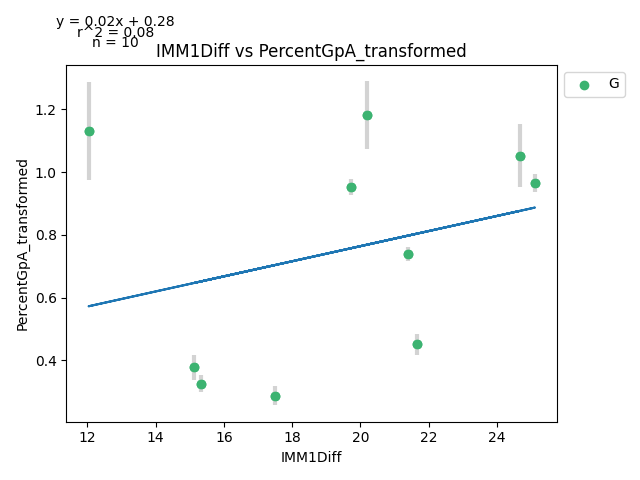 y = 0.02x + 0.28
r^2 = 0.08
n = 10
IMM1Diff vs PercentGpA_transformed
G
PercentGpA_transformed
1.2
1.0
0.8
0.6
0.4
12 14 16 18 20 22 24
IMM1Diff